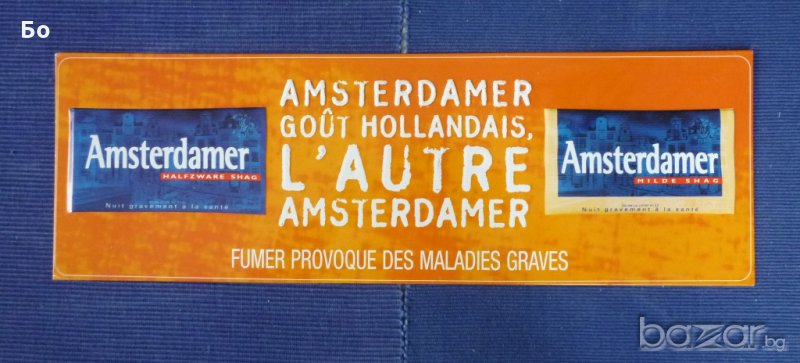 Бо
AMSTERDAMER
GOÛT HOLLANDAIS,
L'AUTRE
AMSTERDAMER
Amsterdamer
HALFZWARE SHAG
Nuit gravement à la santé
Amsterdamer
MILDE SHAG
Nuit gravement à la santé
FUMER PROVOQUE DES MALADIES GRAVES
bazar.bg